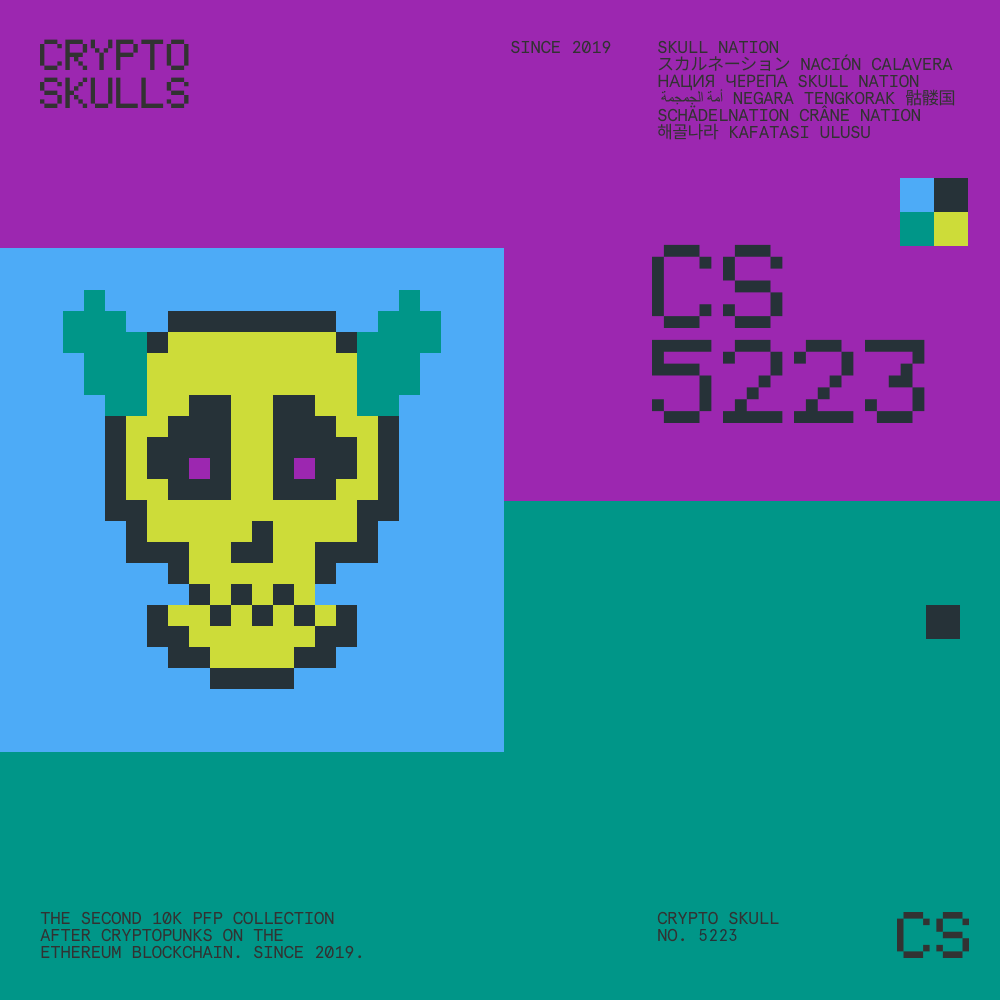 CRYPTO
SKULLS
SINCE 2019
SKULL NATION
スカルネーション NACIÓN CALAVERA
НАЦИЯ ЧЕРЕПА SKULL NATION
أمة الجمجمة NEGARA TENGKORAK 骷髅国
SCHÄDELNATION CRÂNE NATION
해골나라 KAFATASI ULUSU
CS
5223
THE SECOND 10K PFP COLLECTION
AFTER CRYPTOPUNKS ON THE
ETHEREUM BLOCKCHAIN. SINCE 2019.
CRYPTO SKULL
NO. 5223
CS